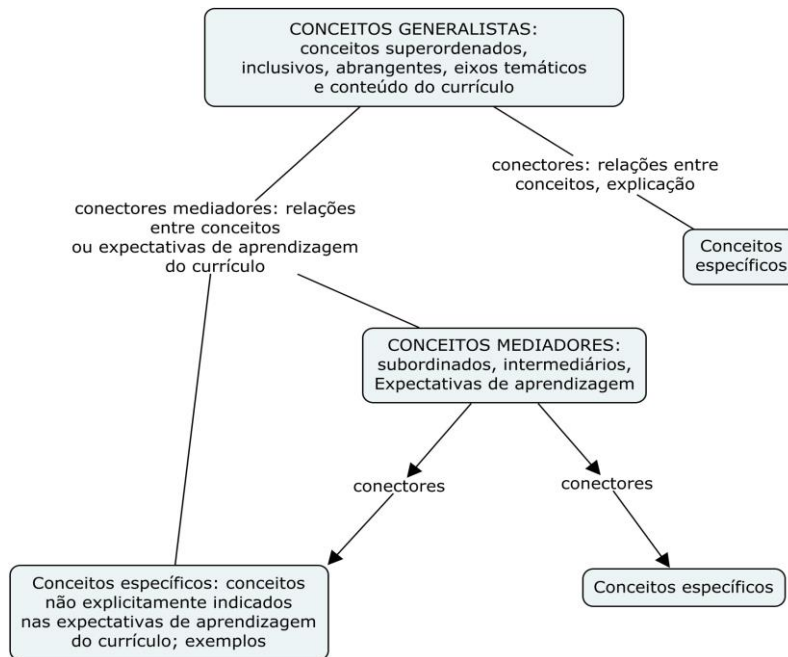 CONCEITOS GENERALISTAS:
conceitos superordenados,
inclusivos, abrangentes, eixos temáticos
e conteúdo do currículo
conectores: relações entre
conceitos, explicação
conectores mediadores: relações
entre conceitos
ou expectativas de aprendizagem
do currículo
Conceitos
específicos
CONCEITOS MEDIADORES:
subordinados, intermediários,
Expectativas de aprendizagem
conectores
conectores
Conceitos específicos: conceitos
não explicitamente indicados
nas expectativas de aprendizagem
do currículo; exemplos
Conceitos específicos